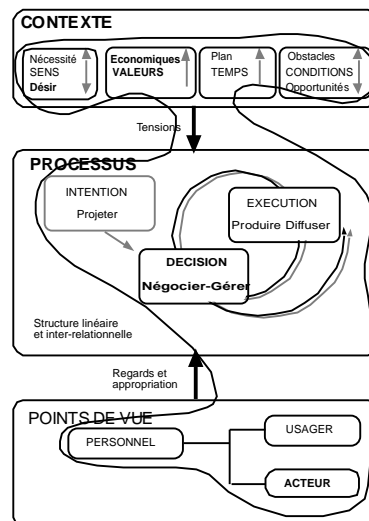 CONTEXTE
Nécessité
SENS
Désir
Economiques
VALEURS
Plan
TEMPS
Obstacles
CONDITIONS
Opportunités
Tensions
PROCESSUS
INTENTION
Projeter
EXECUTION
Produire Diffuser
DECISION
Négocier-Gérer
Structure linéaire
et inter-relationnelle
Regards et
appropriation
POINTS DE VUE
PERSONNEL
USAGER
ACTEUR